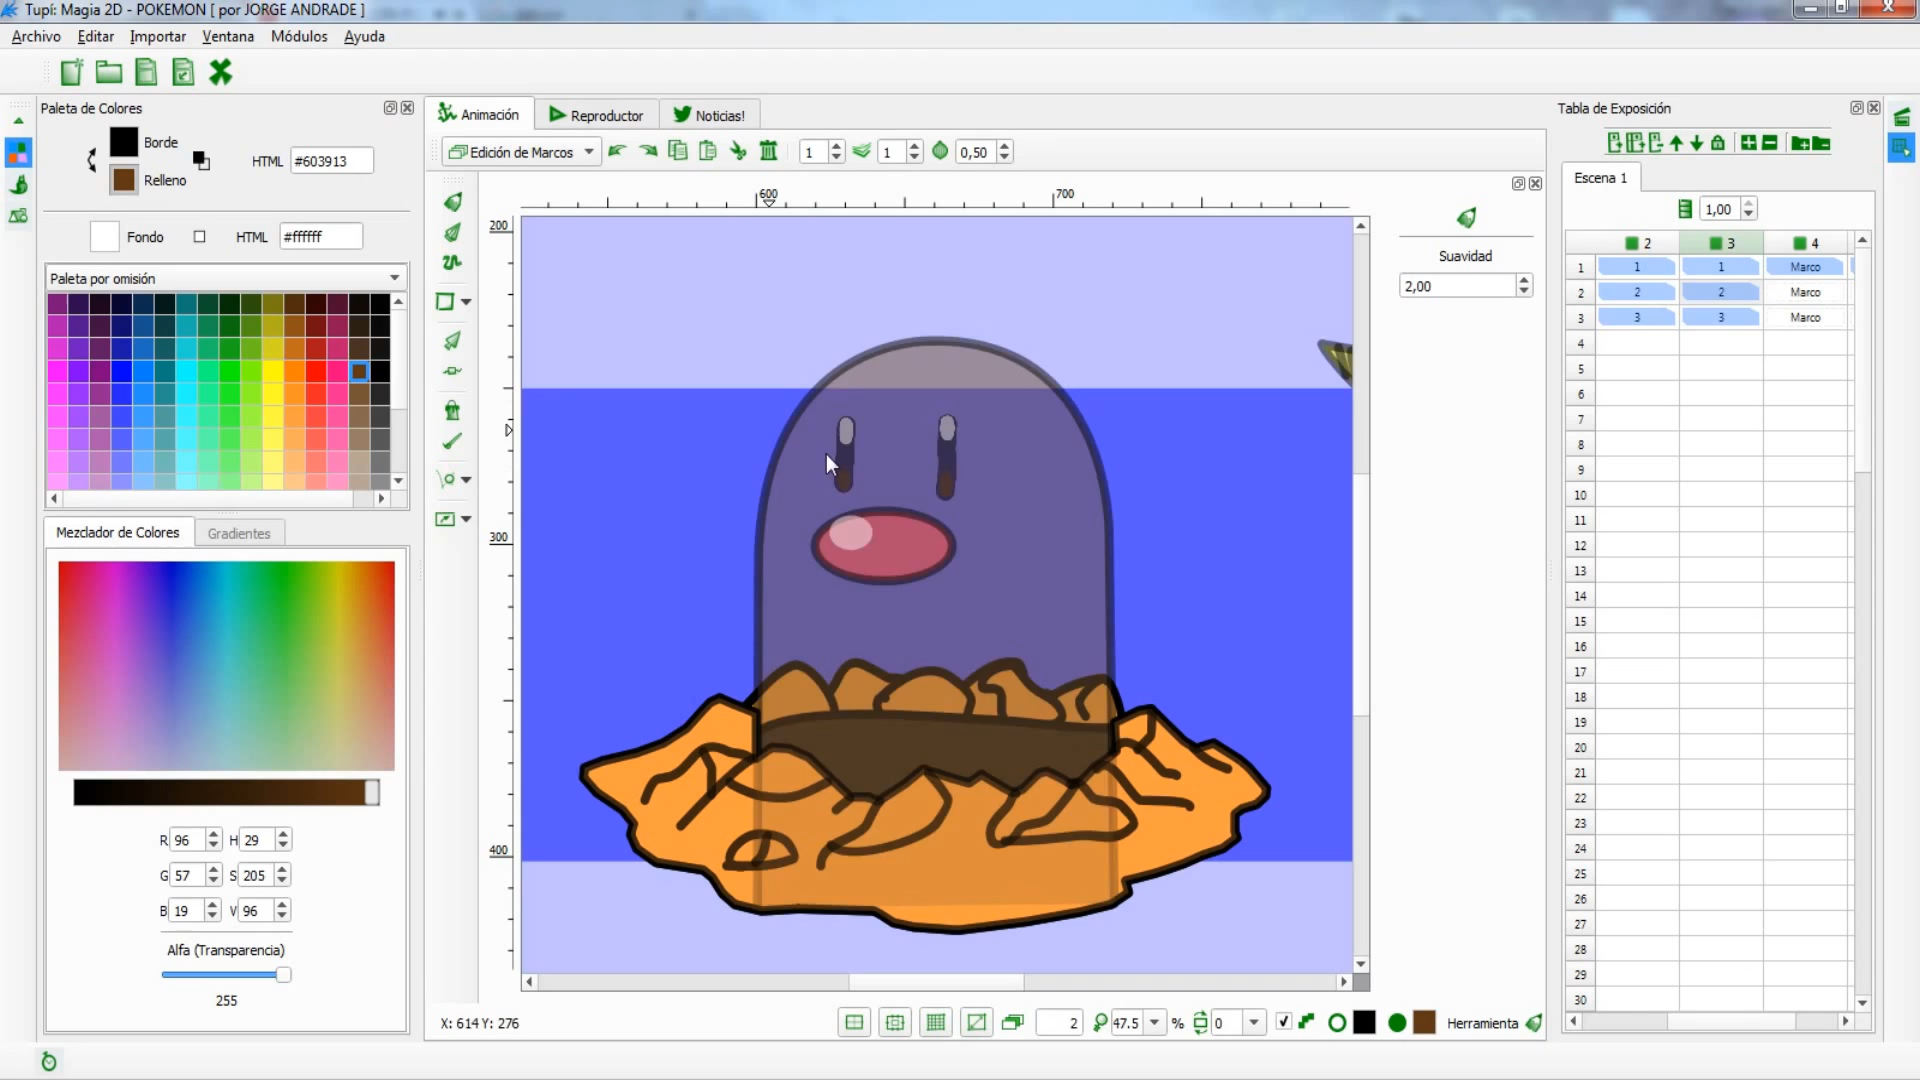 Tupí: Magia 2D - POKEMON [ por JORGE ANDRADE ]
Archivo Editar Importar Ventana Módulos Ayuda
Paleta de Colores
Borde
Relleno
HTML #603913
Fondo HTML #ffffff
Paleta por omisión
Mezclador de Colores Gradientes
R 96 H 29
G 57 S 205
B 19 V 96
Alfa (Transparencia)
255
Animación Reproductor Noticias!
Edición de Marcos 1 1 0,50
600 700
200
300
400
X: 614 Y: 276
2 47.5 % 0 Herramienta
Suavidad
2,00
Tabla de Exposición
Escena 1
1,00
2 3 4
1 1 1 Marco
2 2 2 Marco
3 3 3 Marco
4
5
6
7
8
9
10
11
12
13
14
15
16
17
18
19
20
21
22
23
24
25
26
27
28
29
30